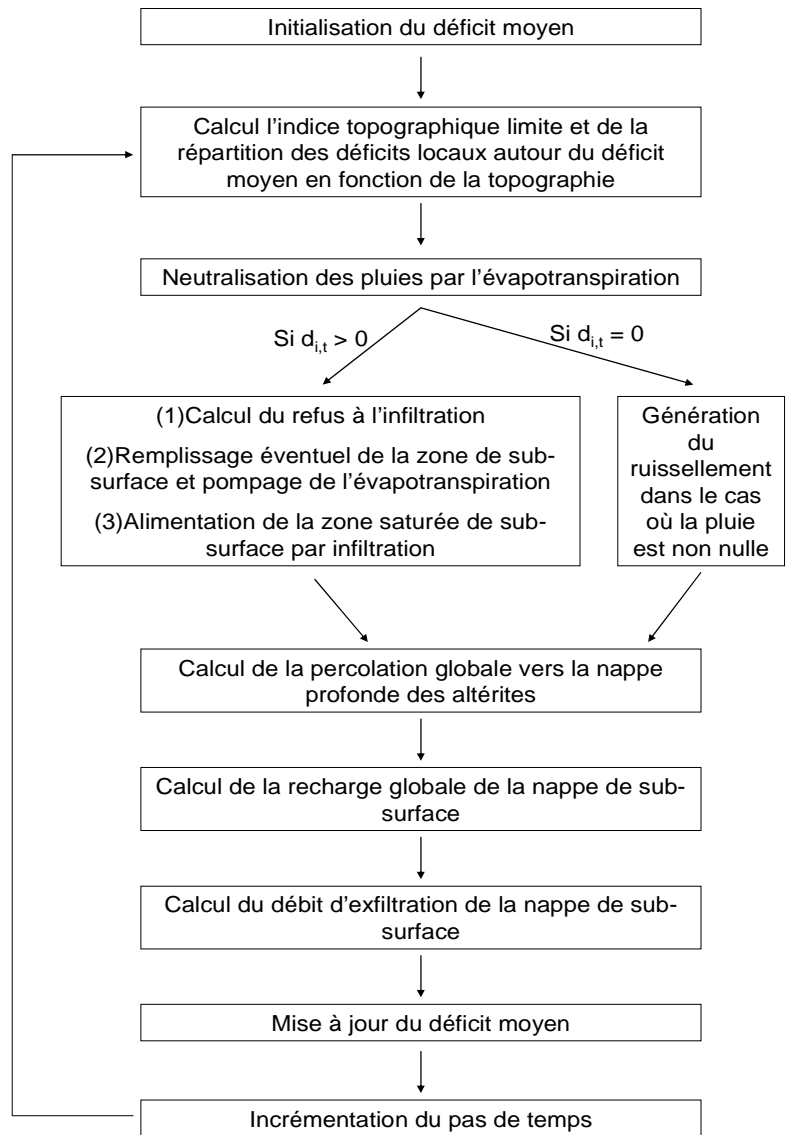 Initialisation du déficit moyen
Calcul l'indice topographique limite et de la
répartition des déficits locaux autour du déficit
moyen en fonction de la topographie
Neutralisation des pluies par l'évapotranspiration
Si d_{i,t} > 0
Si d_{i,t} = 0
(1)Calcul du refus à l'infiltration
(2)Remplissage éventuel de la zone de sub-
surface et pompage de l'évapotranspiration
(3)Alimentation de la zone saturée de sub-
surface par infiltration
Génération
du
ruissellement
dans le cas
où la pluie
est non nulle
Calcul de la percolation globale vers la nappe
profonde des altérites
Calcul de la recharge globale de la nappe de sub-
surface
Calcul du débit d'exfiltration de la nappe de sub-
surface
Mise à jour du déficit moyen
Incrémentation du pas de temps